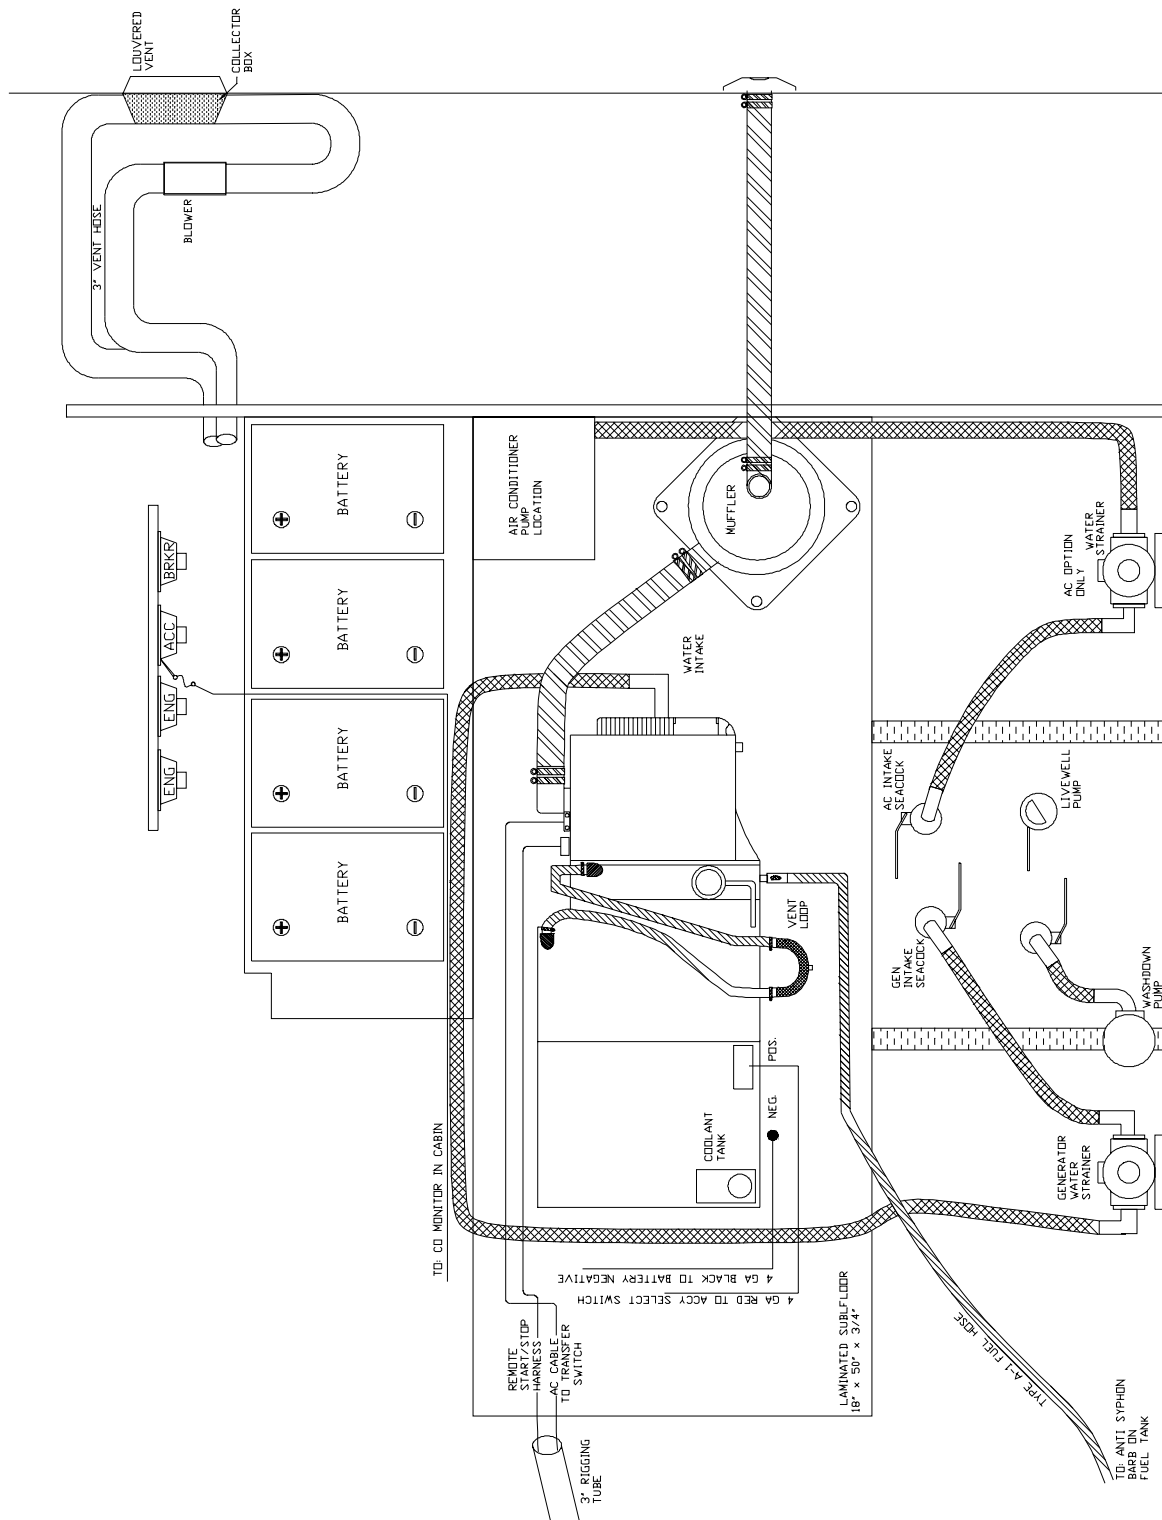 LOUVERED
VENT
COLLECTOR
BOX
BLOWER
3" VENT HOSE
BATTERY
BATTERY
BATTERY
BATTERY
BRKR
ACC
ENG
ENG
AIR CONDITIONER
PUMP
LOCATION
MUFFLER
WATER
INTAKE
WATER
STRAINER
AC OPTION
ONLY
AC INTAKE
SEACOCK
LIVEWELL
PUMP
VENT
LOOP
GEN
INTAKE
SEACOCK
WASHDOWN
PUMP
POS.
NEG.
COOLANT
TANK
GENERATOR
WATER
STRAINER
TO: CO MONITOR IN CABIN
4 GA BLACK TO BATTERY NEGATIVE
4 GA RED TO ACCY SELECT SWITCH
REMOTE
START/STOP
HARNESS
AC CABLE
TO TRANSFER
SWITCH
LAMINATED SUBLFLOOR
18" x 50" x 3/4"
TYPE A-1 FUEL HOSE
3" RIGGING
TUBE
TO: ANTI SYPHON
BARB ON
FUEL TANK